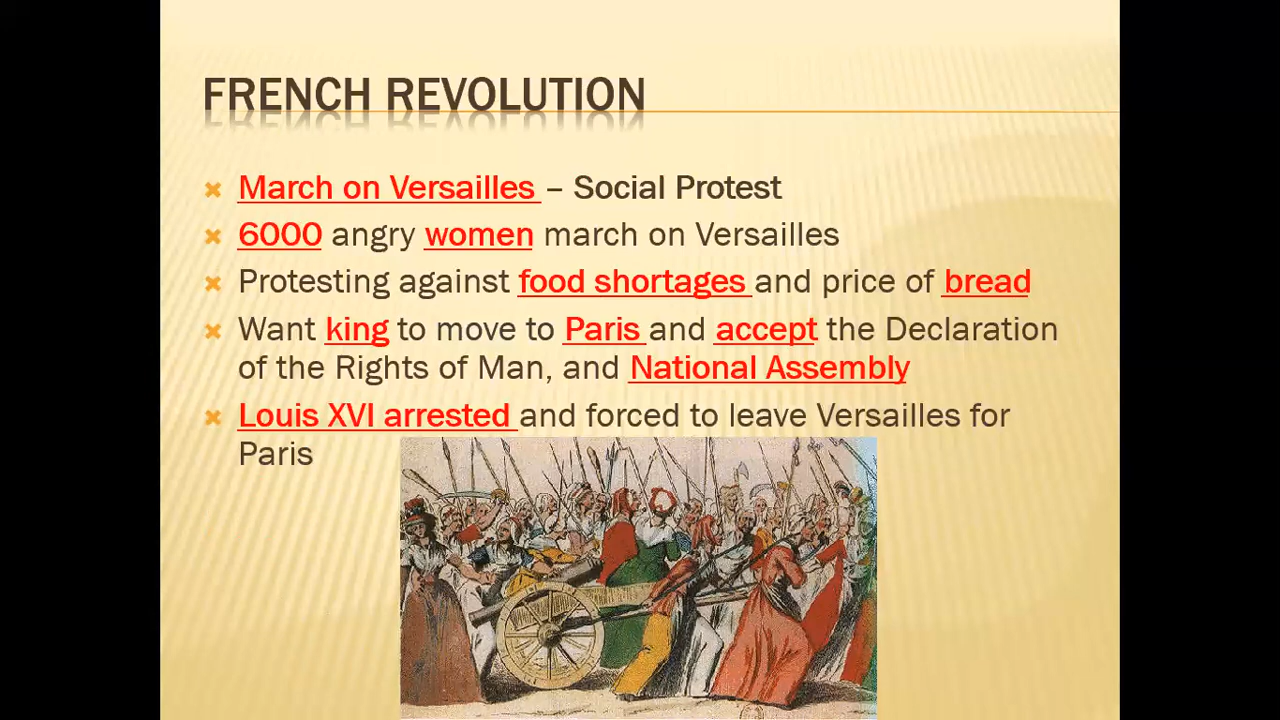 FRENCH REVOLUTION
March on Versailles – Social Protest
6000 angry women march on Versailles
Protesting against food shortages and price of bread
Want king to move to Paris and accept the Declaration
of the Rights of Man, and National Assembly
Louis XVI arrested and forced to leave Versailles for
Paris